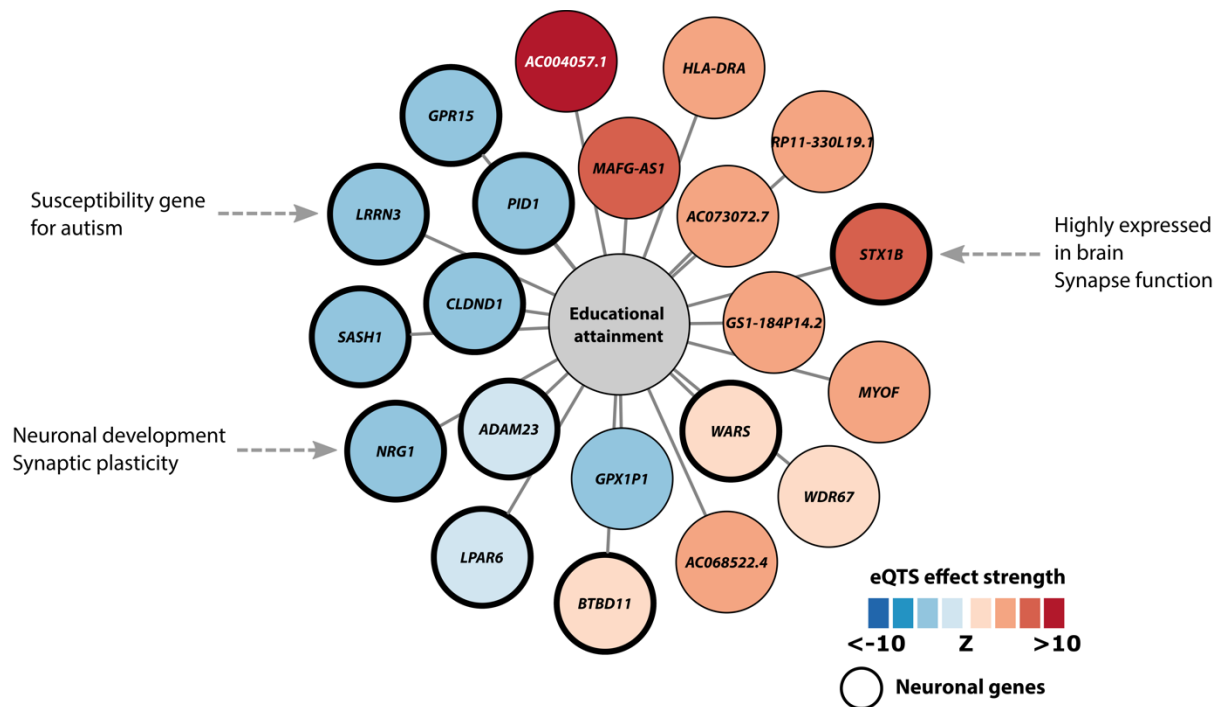 AC004057.1
HLA-DRA
GPR15
RP11-330L19.1
MAFG-AS1
Susceptibility gene
for autism
LRRN3
PID1
AC073072.7
STX1B
Highly expressed
in brain
Synapse function
CLDND1
Educational
attainment
GS1-184P14.2
SASH1
MYOF
Neuronal development
Synaptic plasticity
NRG1
ADAM23
WARS
GPX1P1
WDR67
LPAR6
AC068522.4
BTBD11
eQTS effect strength
<-10 Z >10
Neuronal genes